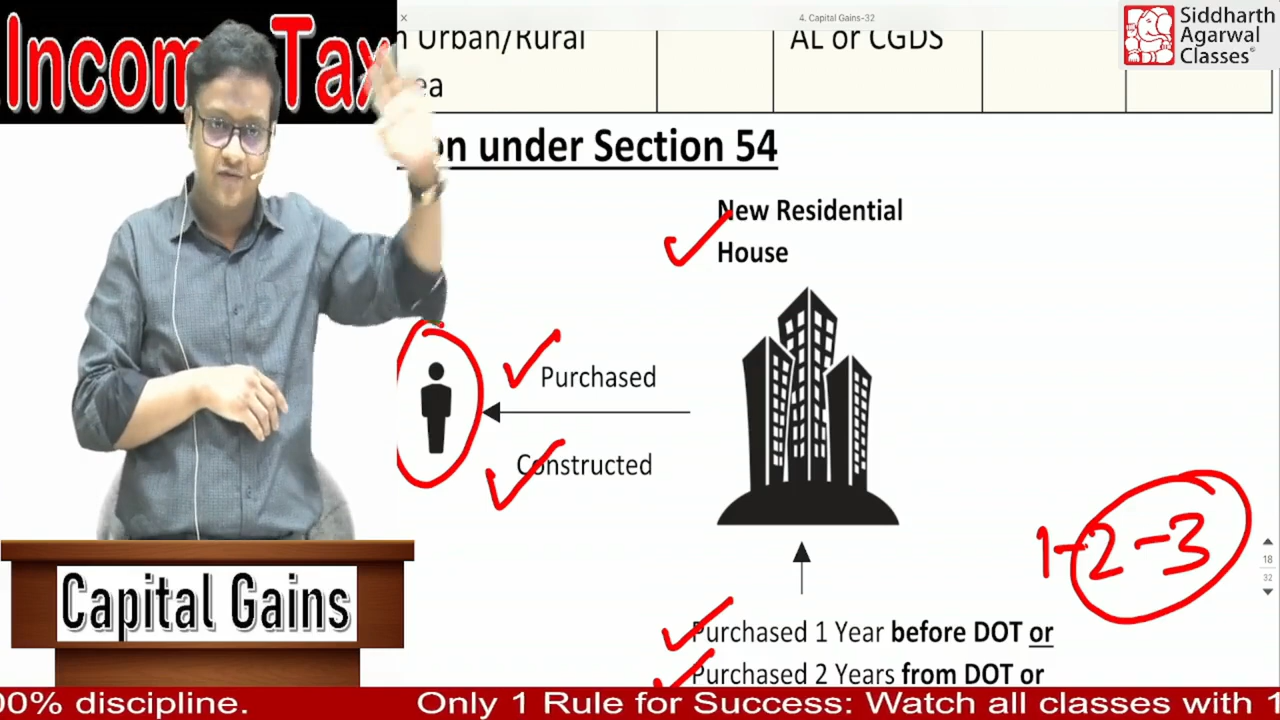 Income Tax
4. Capital Gains-32
Siddharth
Agarwal
Classes
n Urban/Rural
ea
AL or CGDS
on under Section 54
New Residential
House
Purchased
Constructed
1-2-3
18
32
Purchased 1 Year before DOT or
Purchased 2 Years from DOT or
Capital Gains
00% discipline. Only 1 Rule for Success: Watch all classes with 1